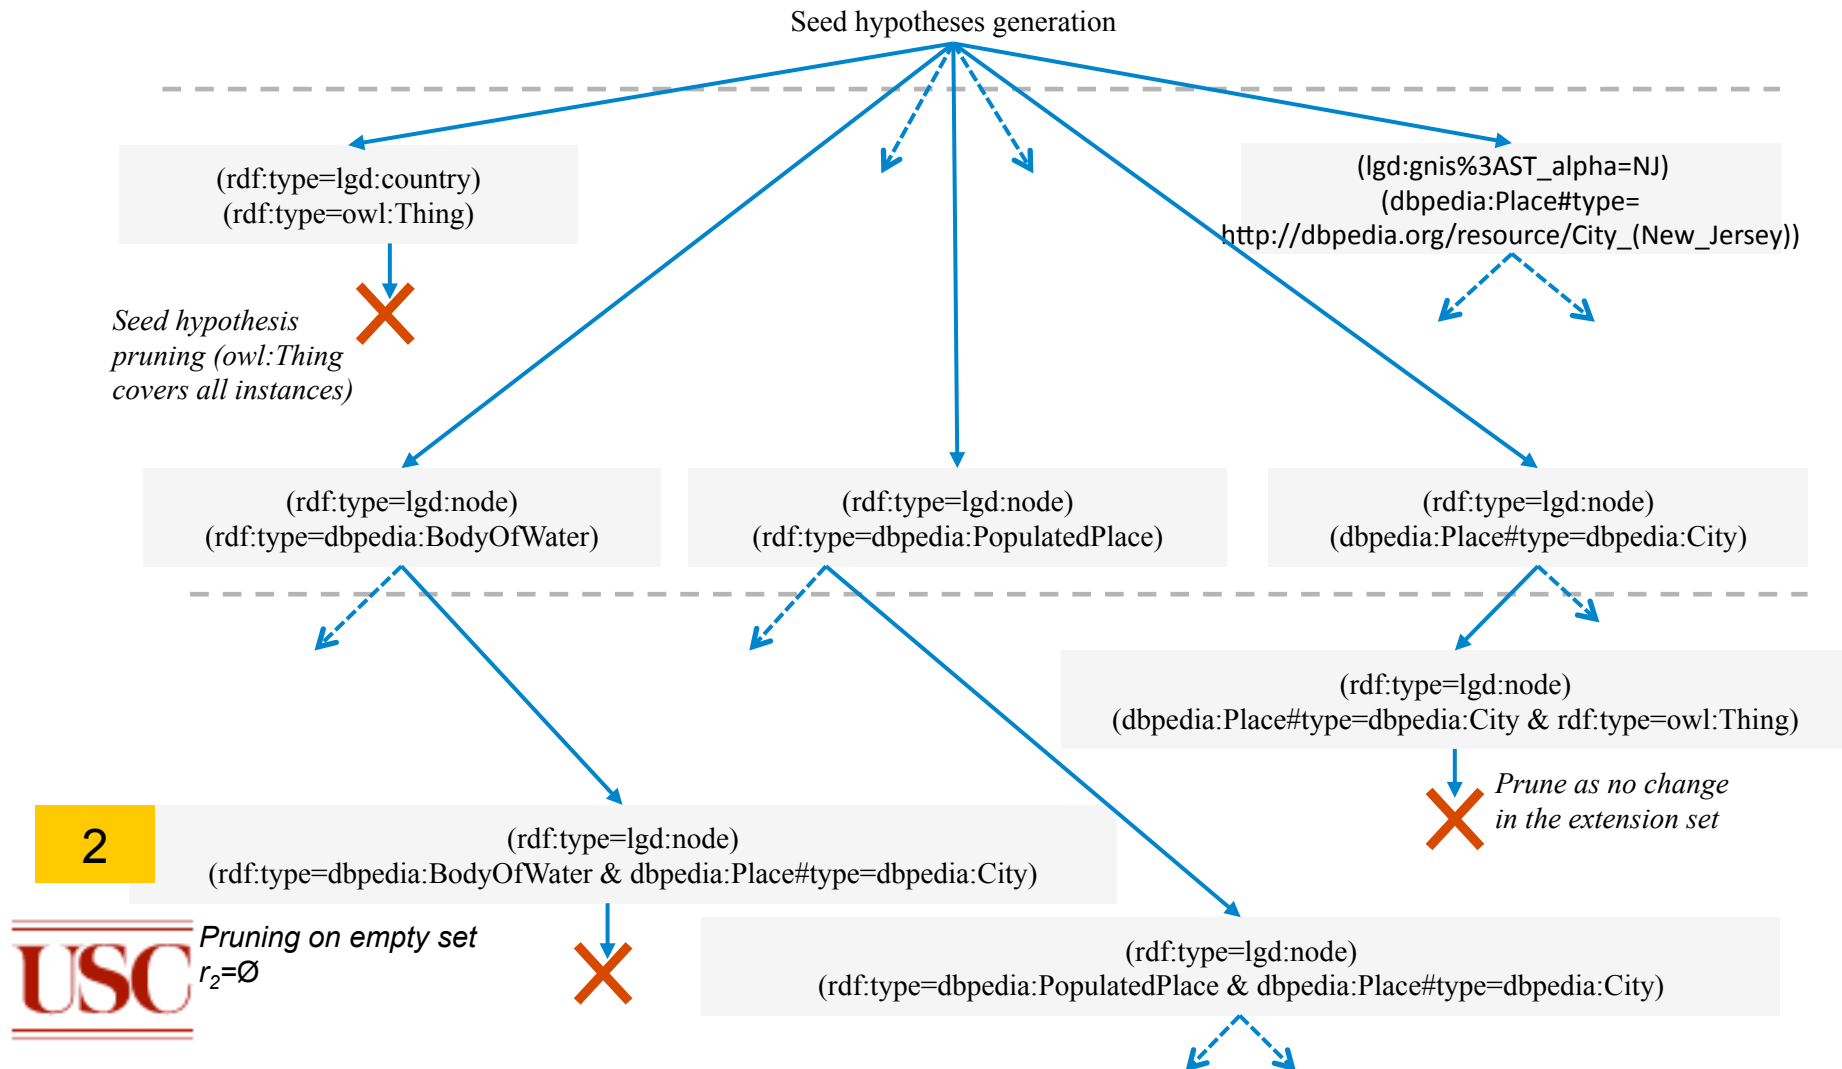 Seed hypotheses generation
(rdf:type=lgd:country)
(rdf:type=owl:Thing)
(lgd:gnis%3AST_alpha=NJ)
(dbpedia:Place#type=
http://dbpedia.org/resource/City_(New_Jersey))
Seed hypothesis
pruning (owl:Thing
covers all instances)
(rdf:type=lgd:node)
(rdf:type=dbpedia:BodyOfWater)
(rdf:type=lgd:node)
(rdf:type=dbpedia:PopulatedPlace)
(rdf:type=lgd:node)
(dbpedia:Place#type=dbpedia:City)
(rdf:type=lgd:node)
(dbpedia:Place#type=dbpedia:City & rdf:type=owl:Thing)
Prune as no change
in the extension set
2
(rdf:type=lgd:node)
(rdf:type=dbpedia:BodyOfWater & dbpedia:Place#type=dbpedia:City)
USC
Pruning on empty set
r2=Ø
(rdf:type=lgd:node)
(rdf:type=dbpedia:PopulatedPlace & dbpedia:Place#type=dbpedia:City)